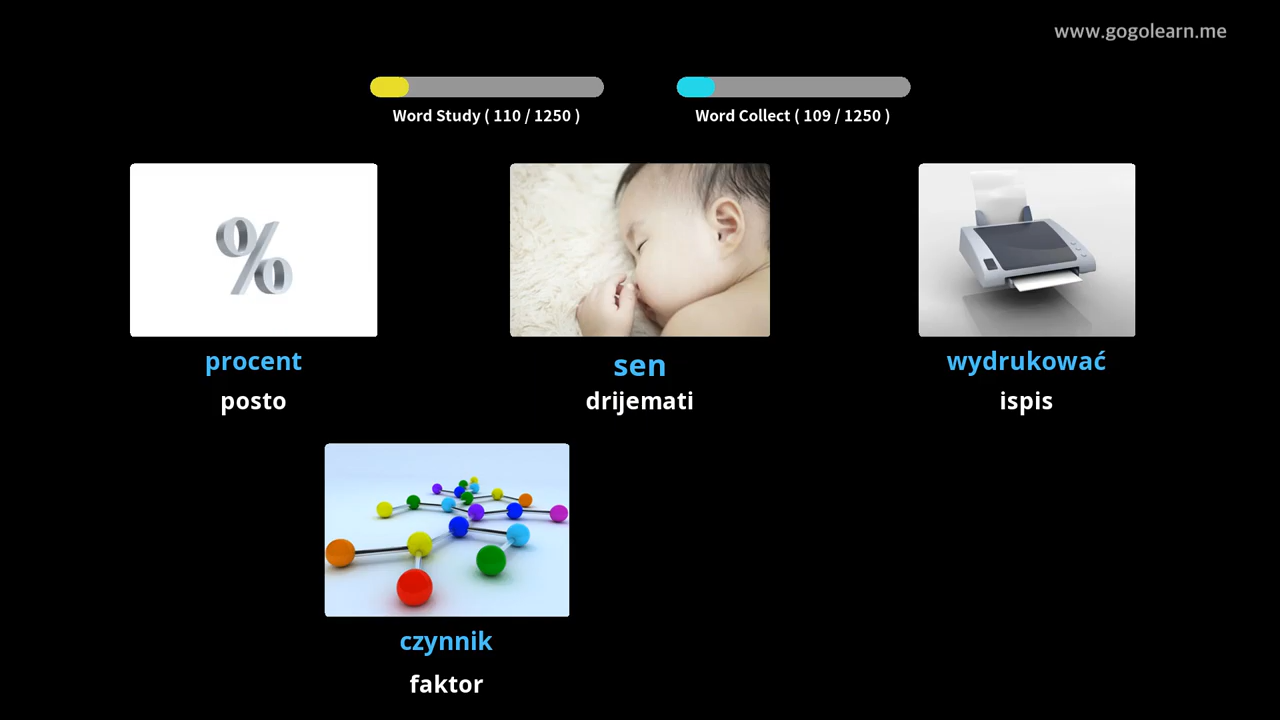 www.gogolearn.me
Word Study ( 110 / 1250 )
Word Collect ( 109 / 1250 )
procent
posto
sen
drijemati
wydrukować
ispis
czynnik
faktor